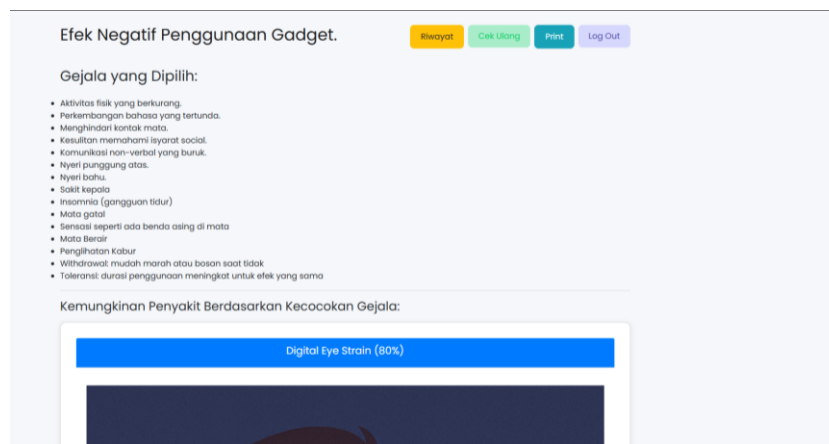 Efek Negatif Penggunaan Gadget.
Riwayat
Cek Ulang
Print
Log Out
Gejala yang Dipilih:
Aktivitas fisik yang berkurang.
Perkembangan bahasa yang tertunda.
Menghindari kontak mata.
Kesulitan memahami isyarat social.
Komunikasi non-verbal yang buruk.
Nyeri punggung atas.
Nyeri bahu.
Sakit kepala
Insomnia (gangguan tidur)
Mata gatal
Sensasi seperti ada benda asing di mata
Mata Berair
Penglihatan Kabur
Withdrawal: mudah marah atau bosan saat tidak
Toleransi: durasi penggunaan meningkat untuk efek yang sama
Kemungkinan Penyakit Berdasarkan Kecocokan Gejala:
Digital Eye Strain (80%)